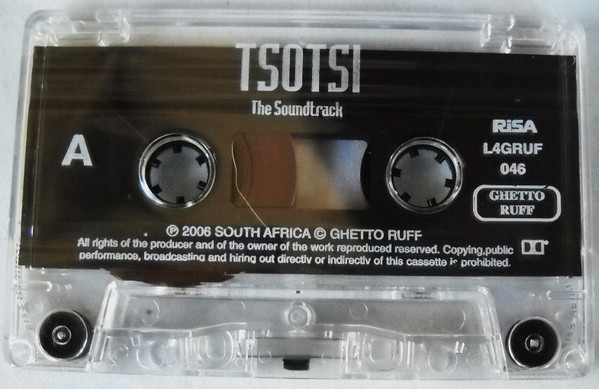 TSOTSI
The Soundtrack
A
RiSA
L4GRUF
046
GHETTO
RUFF
℗ 2006 SOUTH AFRICA © GHETTO RUFF
All rights of the producer and of the owner of the work reproduced reserved. Copying,public
performance, broadcasting and hiring out directly or indirectly of this cassette is prohibited.